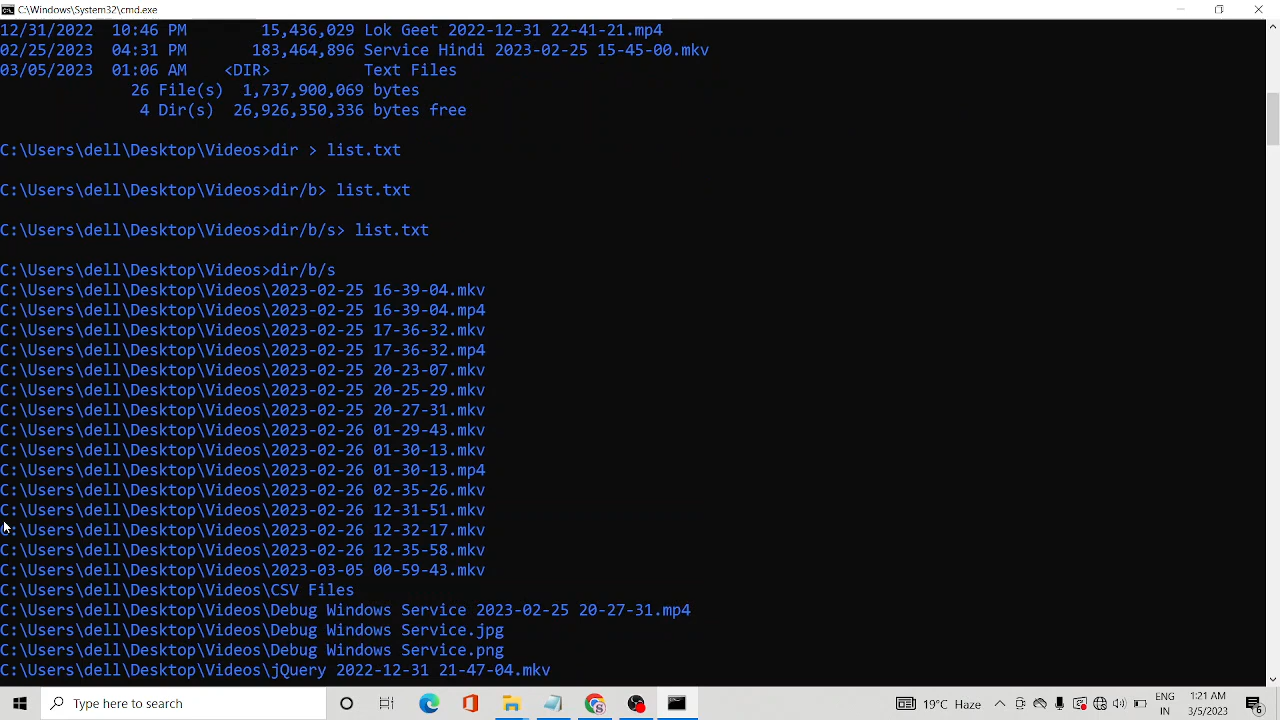 C:\Windows\System32\cmd.exe
12/31/2022  10:46 PM        15,436,029 Lok Geet 2022-12-31 22-41-21.mp4
02/25/2023  04:31 PM       183,464,896 Service Hindi 2023-02-25 15-45-00.mkv
03/05/2023  01:06 AM    <DIR>          Text Files
26 File(s)  1,737,900,069 bytes
4 Dir(s)  26,926,350,336 bytes free
C:\Users\dell\Desktop\Videos>dir > list.txt
C:\Users\dell\Desktop\Videos>dir/b> list.txt
C:\Users\dell\Desktop\Videos>dir/b/s> list.txt
C:\Users\dell\Desktop\Videos>dir/b/s
C:\Users\dell\Desktop\Videos\2023-02-25 16-39-04.mkv
C:\Users\dell\Desktop\Videos\2023-02-25 16-39-04.mp4
C:\Users\dell\Desktop\Videos\2023-02-25 17-36-32.mkv
C:\Users\dell\Desktop\Videos\2023-02-25 17-36-32.mp4
C:\Users\dell\Desktop\Videos\2023-02-25 20-23-07.mkv
C:\Users\dell\Desktop\Videos\2023-02-25 20-25-29.mkv
C:\Users\dell\Desktop\Videos\2023-02-25 20-27-31.mkv
C:\Users\dell\Desktop\Videos\2023-02-26 01-29-43.mkv
C:\Users\dell\Desktop\Videos\2023-02-26 01-30-13.mkv
C:\Users\dell\Desktop\Videos\2023-02-26 01-30-13.mp4
C:\Users\dell\Desktop\Videos\2023-02-26 02-35-26.mkv
C:\Users\dell\Desktop\Videos\2023-02-26 12-31-51.mkv
C:\Users\dell\Desktop\Videos\2023-02-26 12-32-17.mkv
C:\Users\dell\Desktop\Videos\2023-02-26 12-35-58.mkv
C:\Users\dell\Desktop\Videos\2023-03-05 00-59-43.mkv
C:\Users\dell\Desktop\Videos\CSV Files
C:\Users\dell\Desktop\Videos\Debug Windows Service 2023-02-25 20-27-31.mp4
C:\Users\dell\Desktop\Videos\Debug Windows Service.jpg
C:\Users\dell\Desktop\Videos\Debug Windows Service.png
C:\Users\dell\Desktop\Videos\jQuery 2022-12-31 21-47-04.mkv
Type here to search
19°C Haze
ENG
IN
1:21 AM
3/5/2023
6